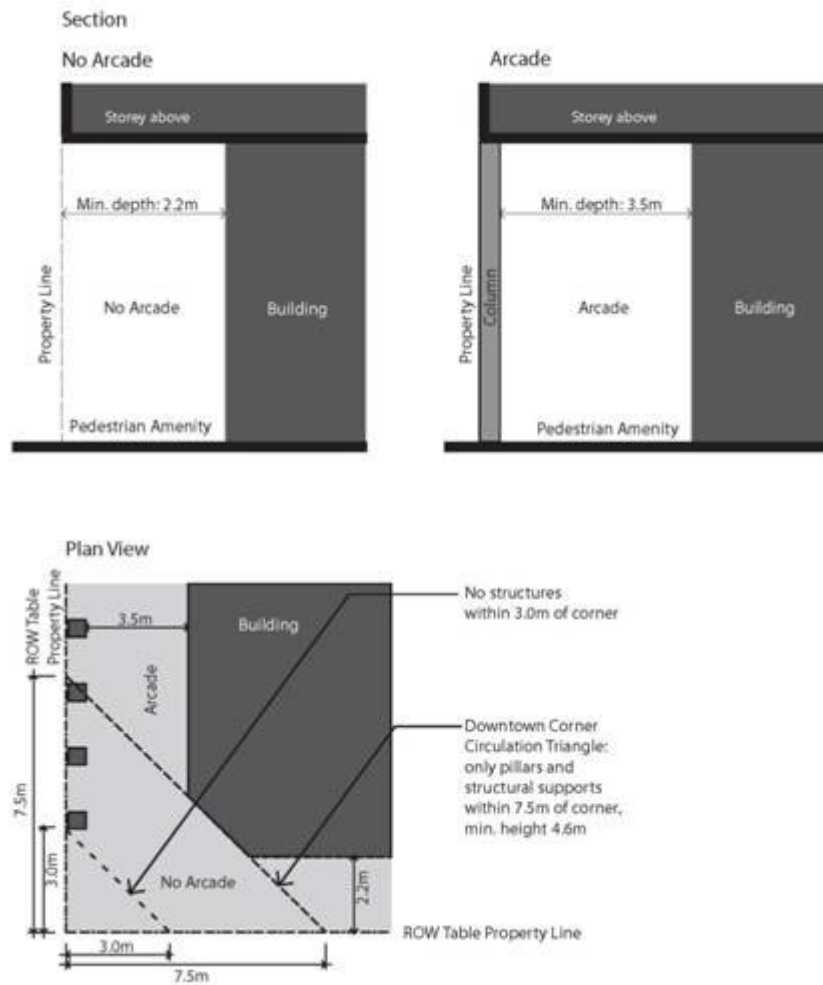 Section
No Arcade
Arcade
Storey above
Storey above
Min. depth: 2.2m
Min. depth: 3.5m
Property Line
No Arcade
Building
Property Line
Column
Arcade
Building
Pedestrian Amenity
Pedestrian Amenity
Plan View
ROW Table
Property Line
3.5m
Building
Arcade
No structures
within 3.0m of corner
Downtown Corner
Circulation Triangle:
only pillars and
structural supports
within 7.5m of corner,
min. height 4.6m
7.5m
3.0m
No Arcade
2.2m
ROW Table Property Line
3.0m
7.5m